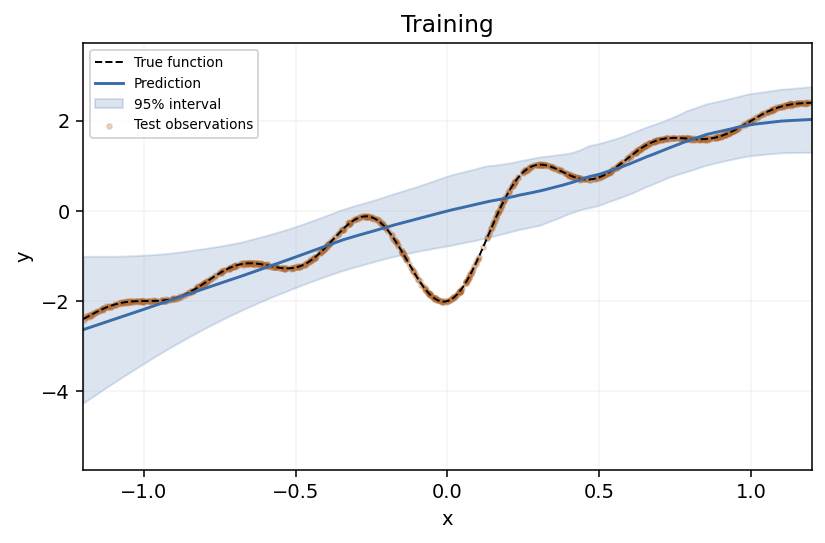 Training
True function
Prediction
95% interval
Test observations
y
2
0
−2
−4
−1.0 −0.5 0.0 0.5 1.0
x